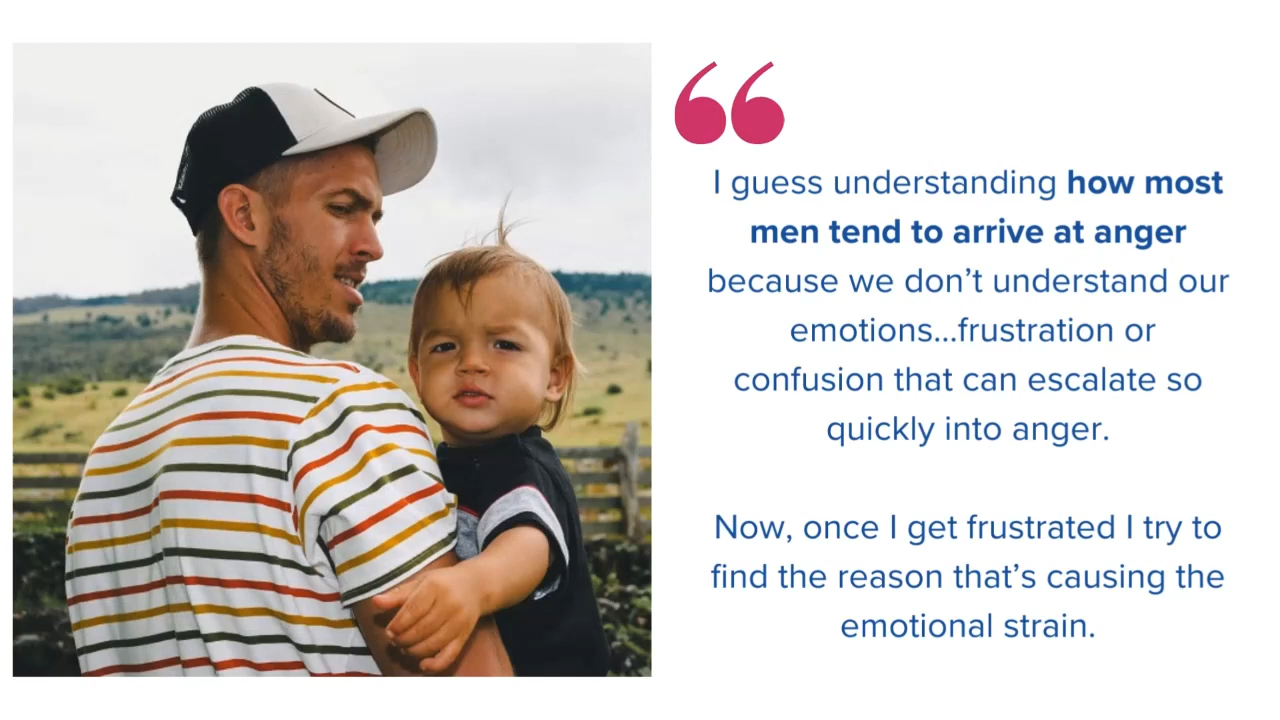 “
I guess understanding how most
men tend to arrive at anger
because we don’t understand our
emotions...frustration or
confusion that can escalate so
quickly into anger.
Now, once I get frustrated I try to
find the reason that’s causing the
emotional strain.